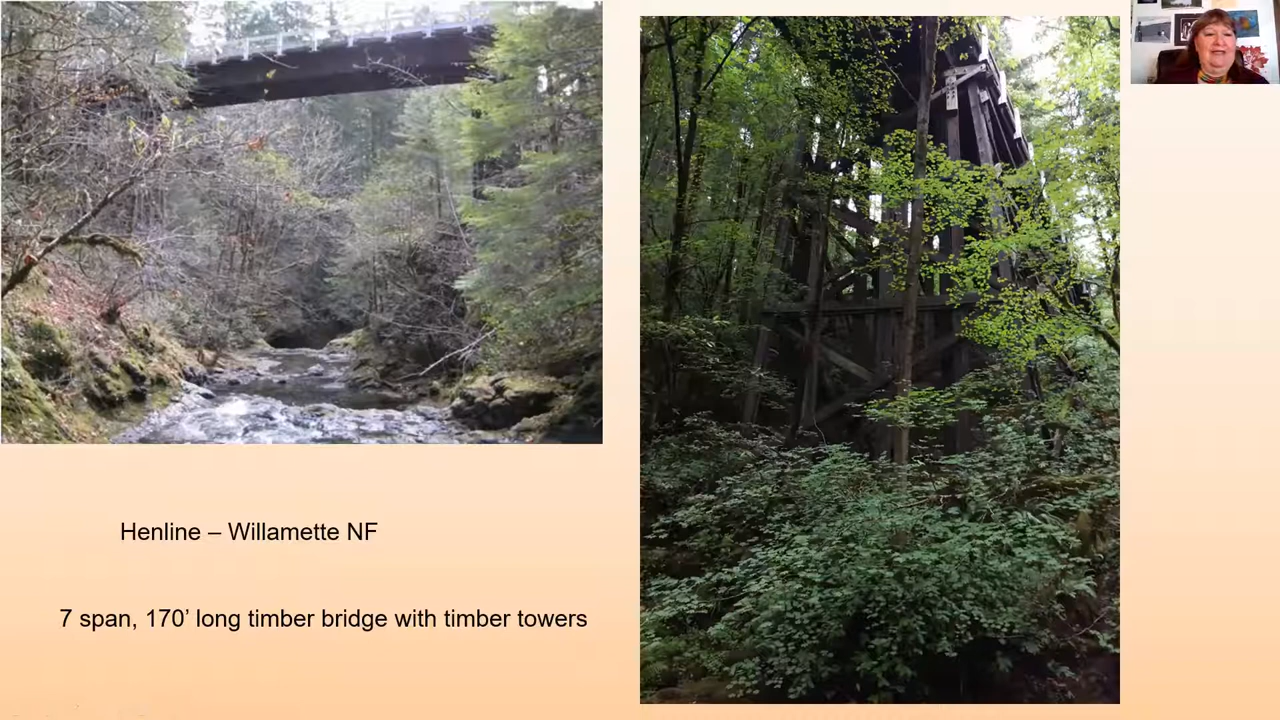 Henline – Willamette NF
7 span, 170’ long timber bridge with timber towers